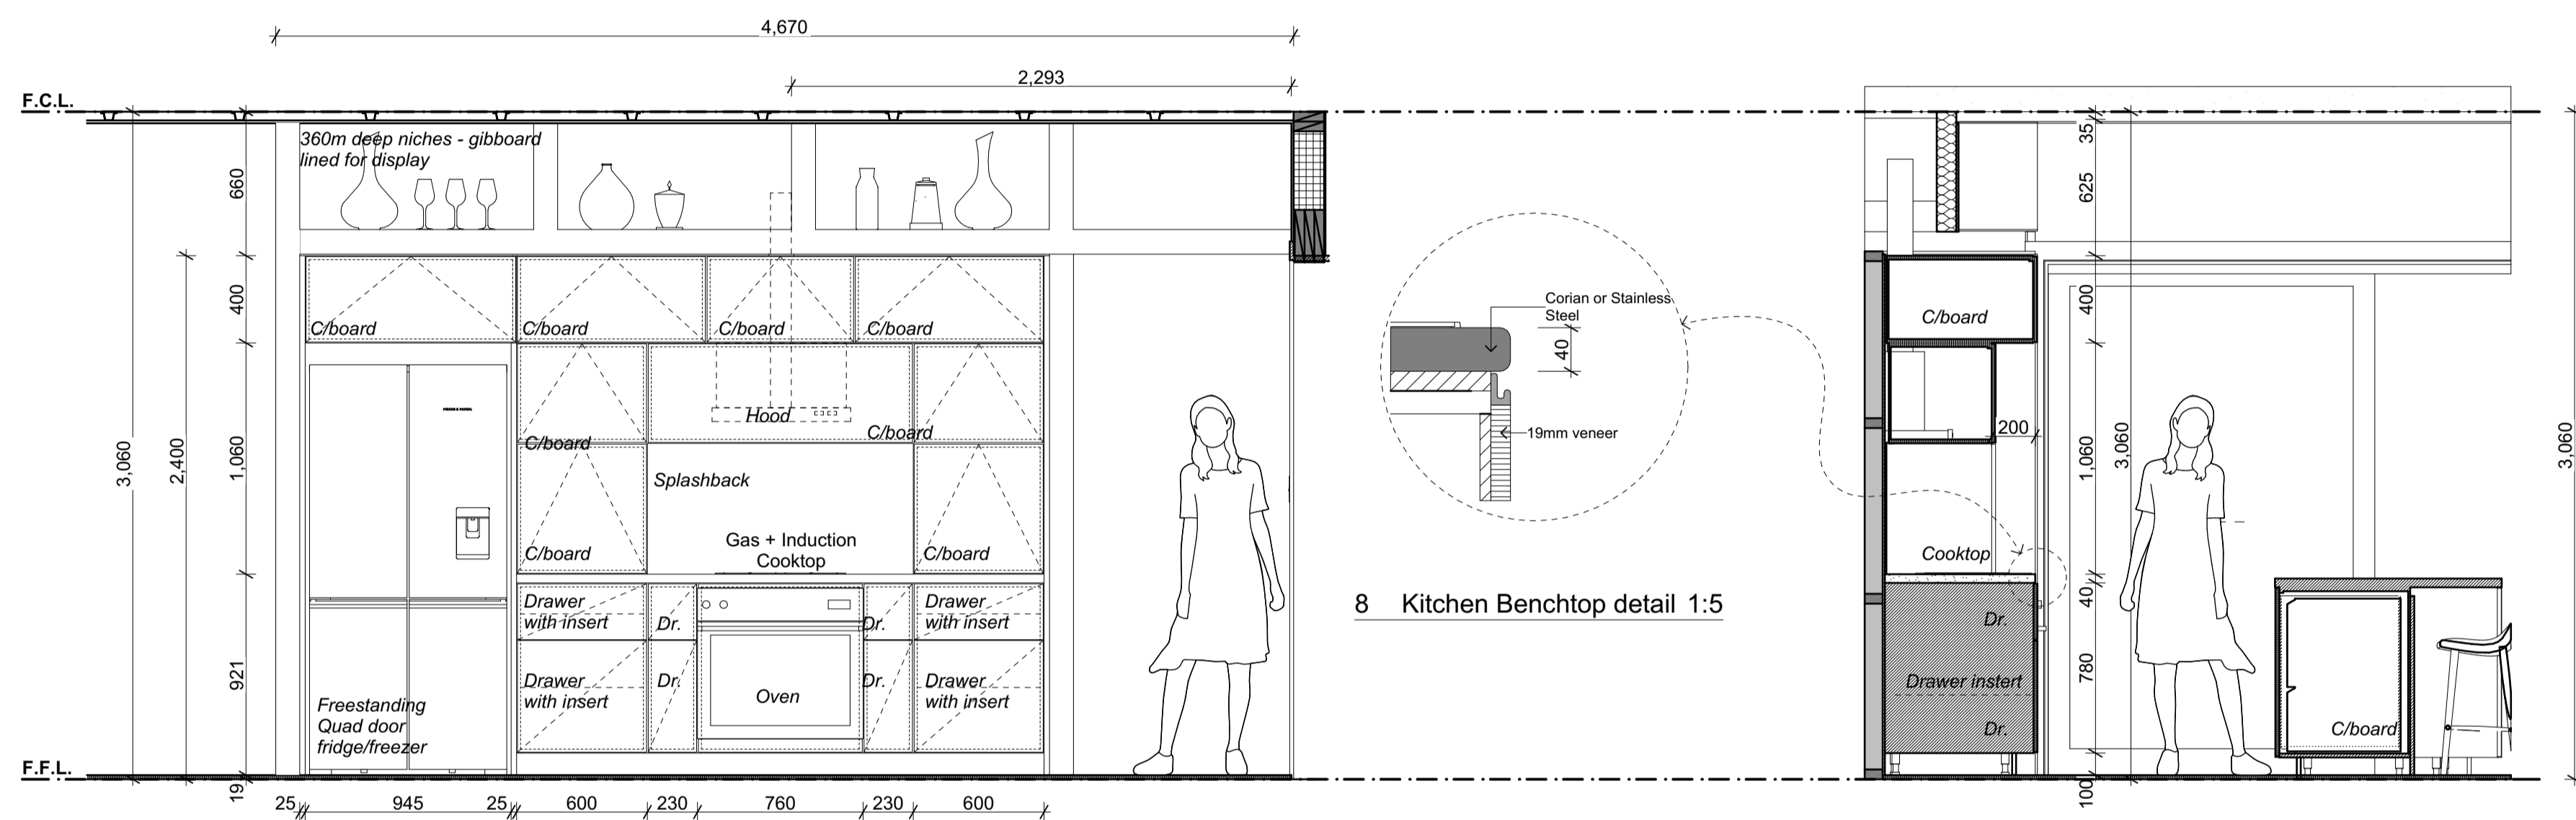 4,670
2,293
F.C.L.
360m deep niches - gibboard
lined for display
660
400
1,060
921
19
3,060
2,400
C/board
C/board
C/board
C/board
Hood
C/board
C/board
Splashback
Gas + Induction
Cooktop
C/board
C/board
Drawer
with insert
Dr.
Dr.
Drawer
with insert
Drawer
with insert
Dr.
Oven
Dr.
Drawer
with insert
Freestanding
Quad door
fridge/freezer
F.F.L.
25
945
25
600
230
760
230
600
Corian or Stainless
Steel
40
19mm veneer
8 Kitchen Benchtop detail 1:5
35
625
400
1,060
40
780
100
3,060
3,060
C/board
200
Cooktop
Dr.
Drawer instert
Dr.
C/board